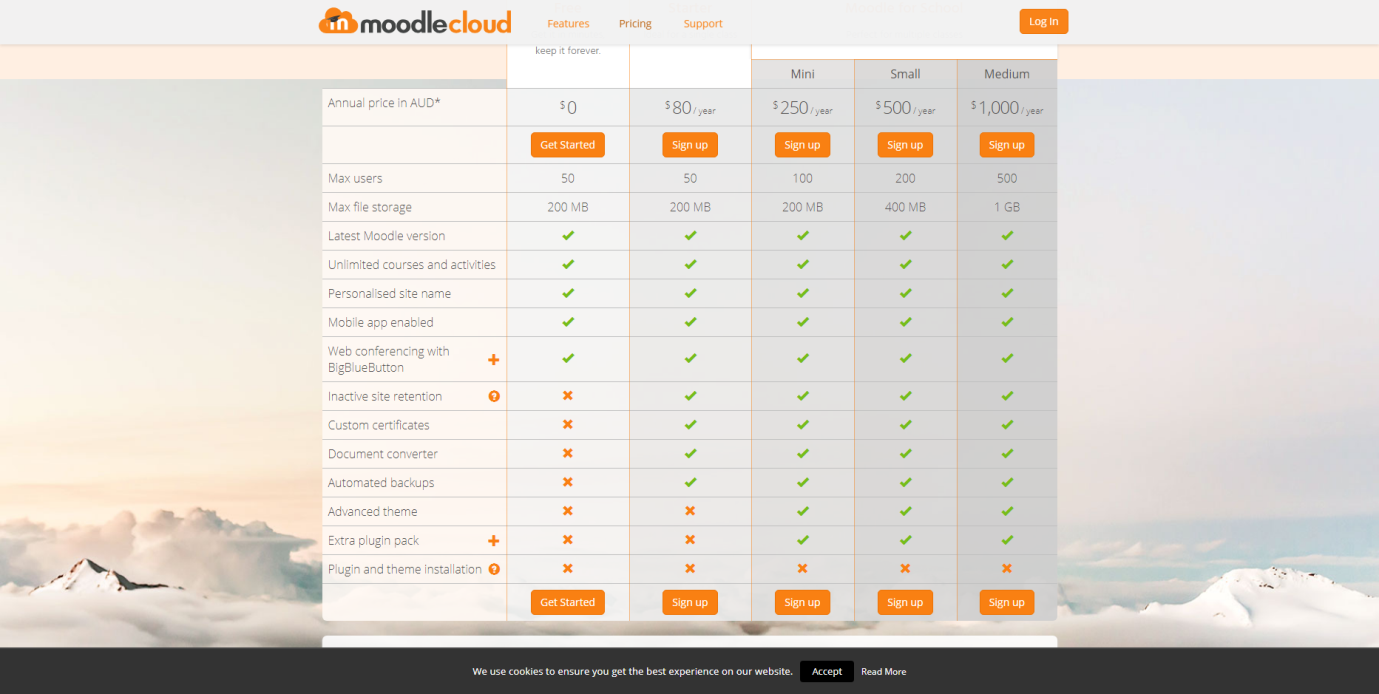 moodlecloud
Features Pricing Support Log In
keep it forever.
Mini Small Medium
Annual price in AUD* $0 $80 / year $250 / year $500 / year $1,000 / year
Get Started Sign up Sign up Sign up Sign up
Max users 50 50 100 200 500
Max file storage 200 MB 200 MB 200 MB 400 MB 1 GB
Latest Moodle version
Unlimited courses and activities
Personalised site name
Mobile app enabled
Web conferencing with
BigBlueButton
Inactive site retention
Custom certificates
Document converter
Automated backups
Advanced theme
Extra plugin pack
Plugin and theme installation
Get Started Sign up Sign up Sign up Sign up
We use cookies to ensure you get the best experience on our website. Accept Read More